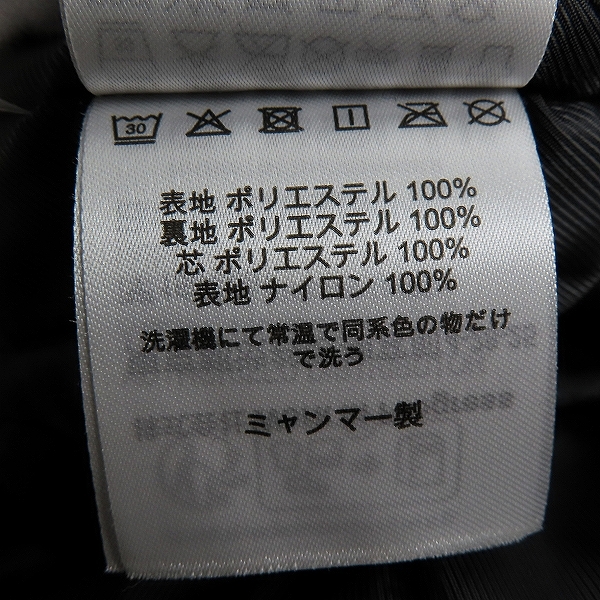 30
表地 ポリエステル 100%
裏地 ポリエステル 100%
芯 ポリエステル 100%
表地 ナイロン 100%
洗濯機にて常温で同系色の物だけ
で洗う
ミャンマー製